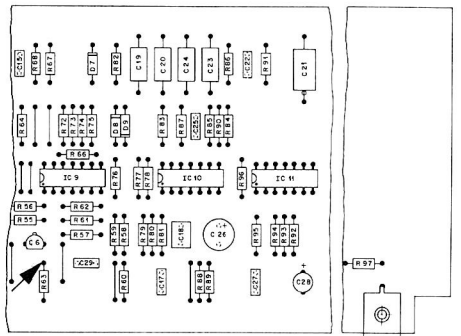 C15 R68 R67 D7 R82 C19 C20 C24 C23 R86 C22 R91 C21
R64 R72 R73 R74 R75 D8 D9 R83 R87 C25 R85 R90 R84
R66
IC 9 R76 R77 R78 IC 10 R96 IC 11
R56 R62
R55 R61
R57 R59 R58 R79 R80 R81 C18 C 26 + R95 R94 R93 R92
C 6
R63 C29 R60 C17 R88 R89 C27 + C28 R 97